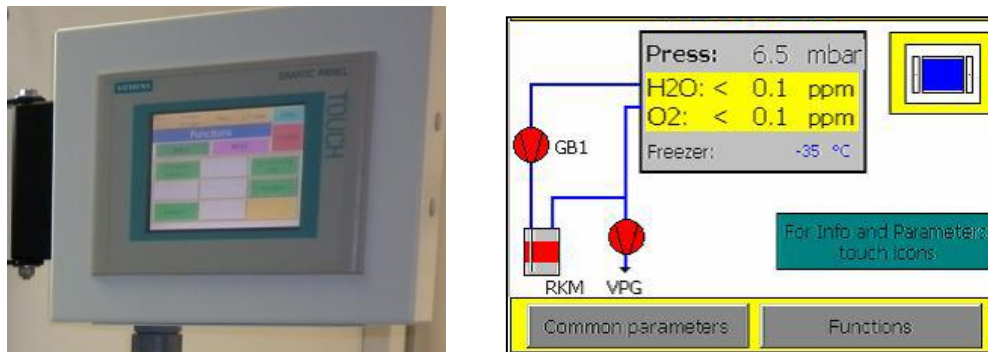 SIEMENS
SIMATIC PANEL
TOUCH
Functions
Press: 6.5 mbar
H2O: < 0.1 ppm
O2: < 0.1 ppm
Freezer: -35 °C
GB1
For Info and Parameters
touch icons
RKM VPG
Common parameters Functions